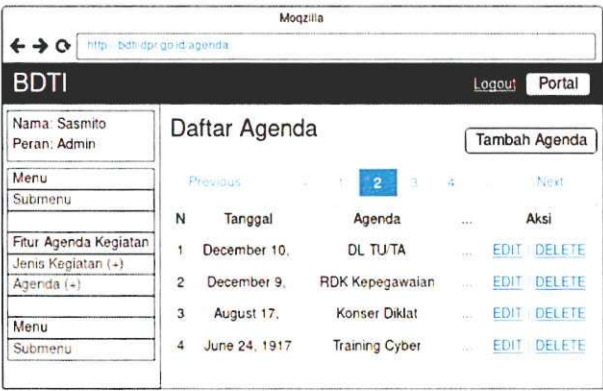 Moqzilla
http bdti.dpr.go.id agenda
BDTI Logout Portal
Nama: Sasmito
Peran: Admin
Menu
Submenu
Fitur Agenda Kegiatan
Jenis Kegiatan (+)
Agenda (+)
Menu
Submenu
Daftar Agenda
Tambah Agenda
Previous .. 1 2 3 4 ... Next
N Tanggal Agenda ... Aksi
1 December 10, DL TU/TA ... EDIT DELETE
2 December 9, RDK Kepegawaian ... EDIT DELETE
3 August 17, Konser Diklat ... EDIT DELETE
4 June 24, 1917 Training Cyber ... EDIT DELETE